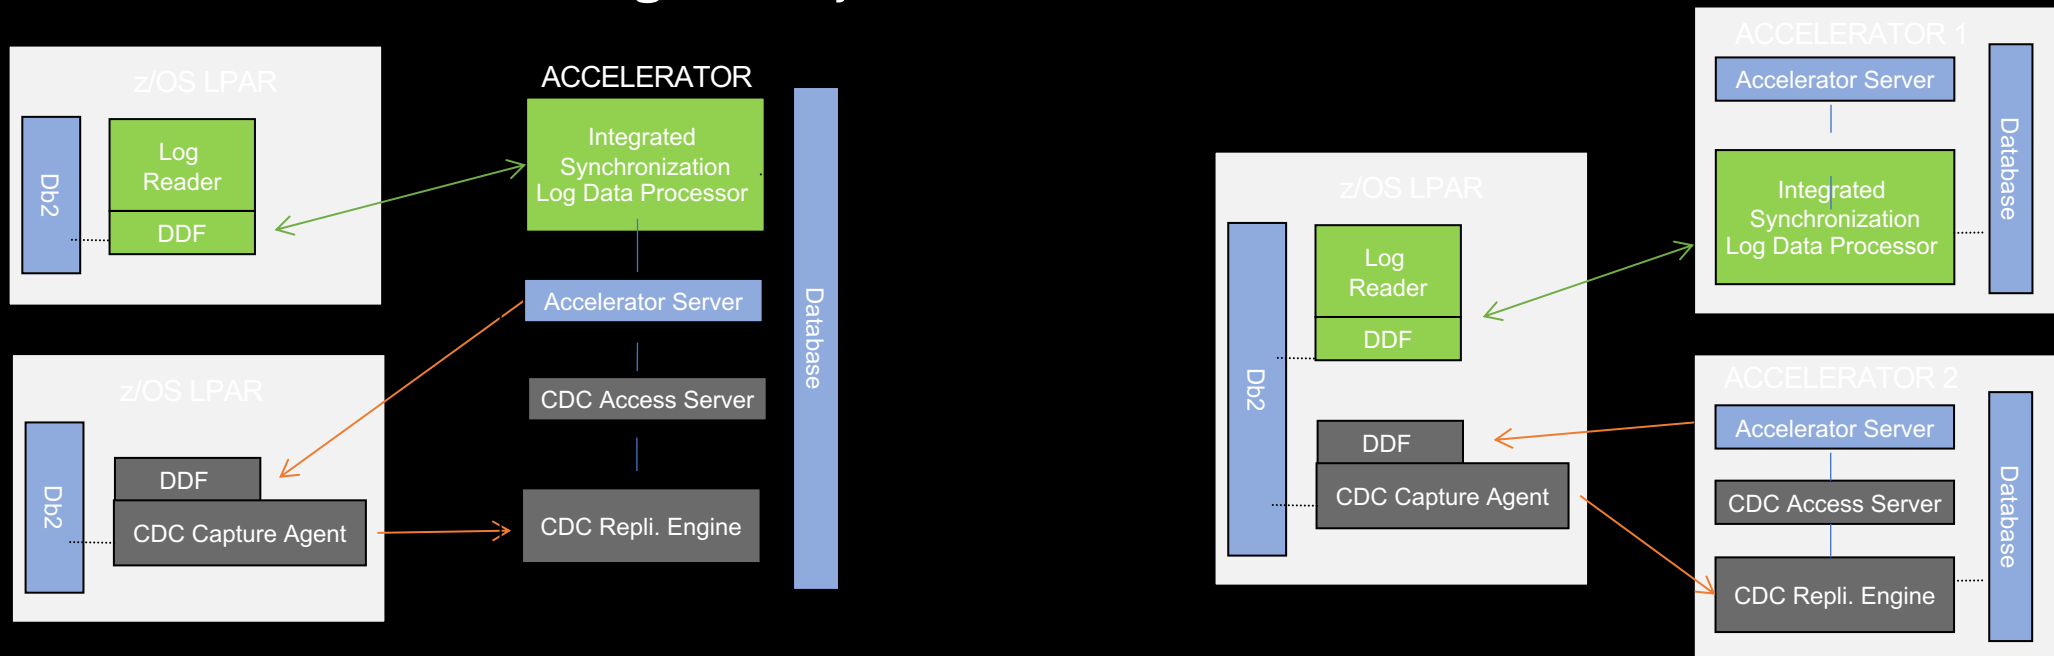 z/OS LPAR
Db2
Log
Reader
DDF
z/OS LPAR
Db2
DDF
CDC Capture Agent
ACCELERATOR
Integrated
Synchronization
Log Data Processor
Accelerator Server
CDC Access Server
CDC Repli. Engine
Database
z/OS LPAR
Db2
Log
Reader
DDF
DDF
CDC Capture Agent
ACCELERATOR 1
Accelerator Server
Integrated
Synchronization
Log Data Processor
Database
ACCELERATOR 2
Accelerator Server
CDC Access Server
CDC Repli. Engine
Database